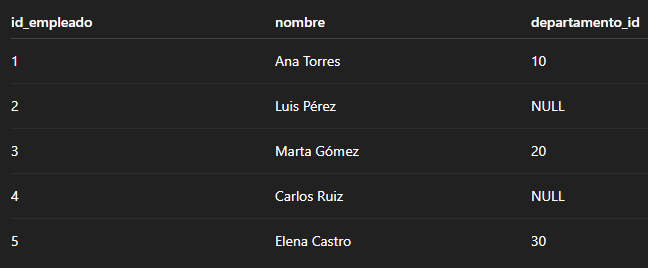 id_empleado nombre departamento_id
1 Ana Torres 10
2 Luis Pérez NULL
3 Marta Gómez 20
4 Carlos Ruiz NULL
5 Elena Castro 30